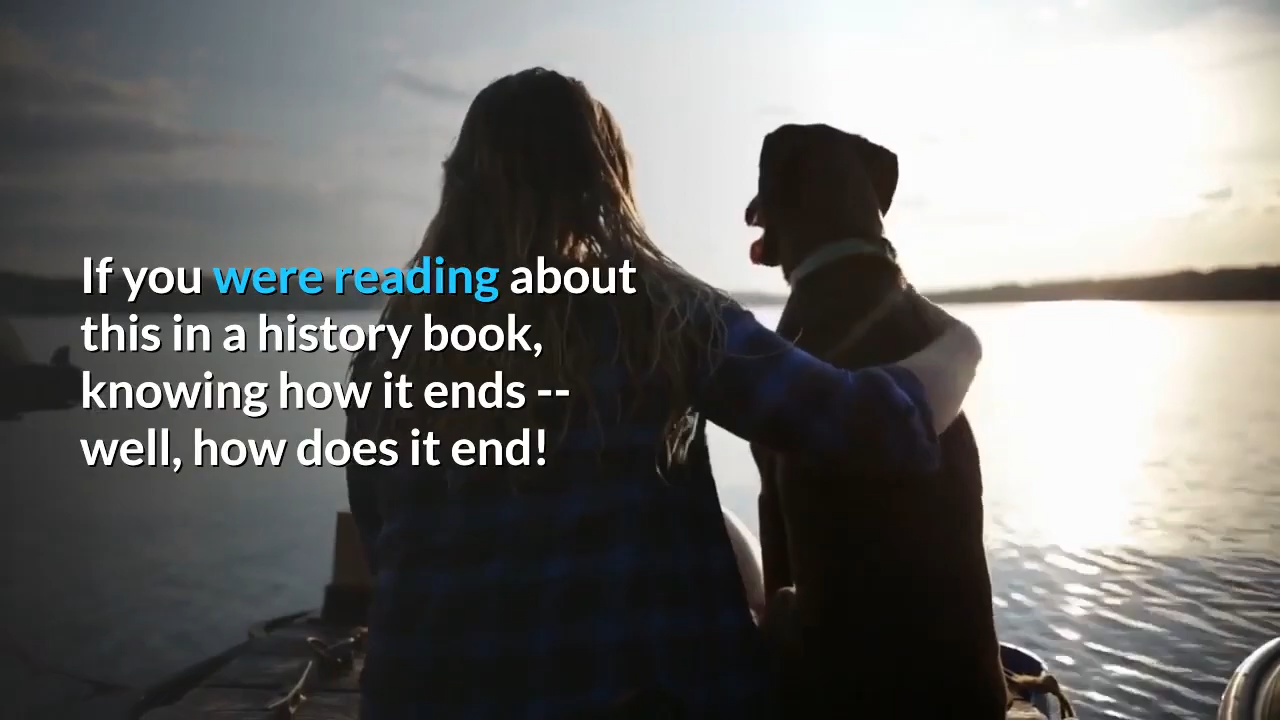 If you were reading about
this in a history book,
knowing how it ends --
well, how does it end!